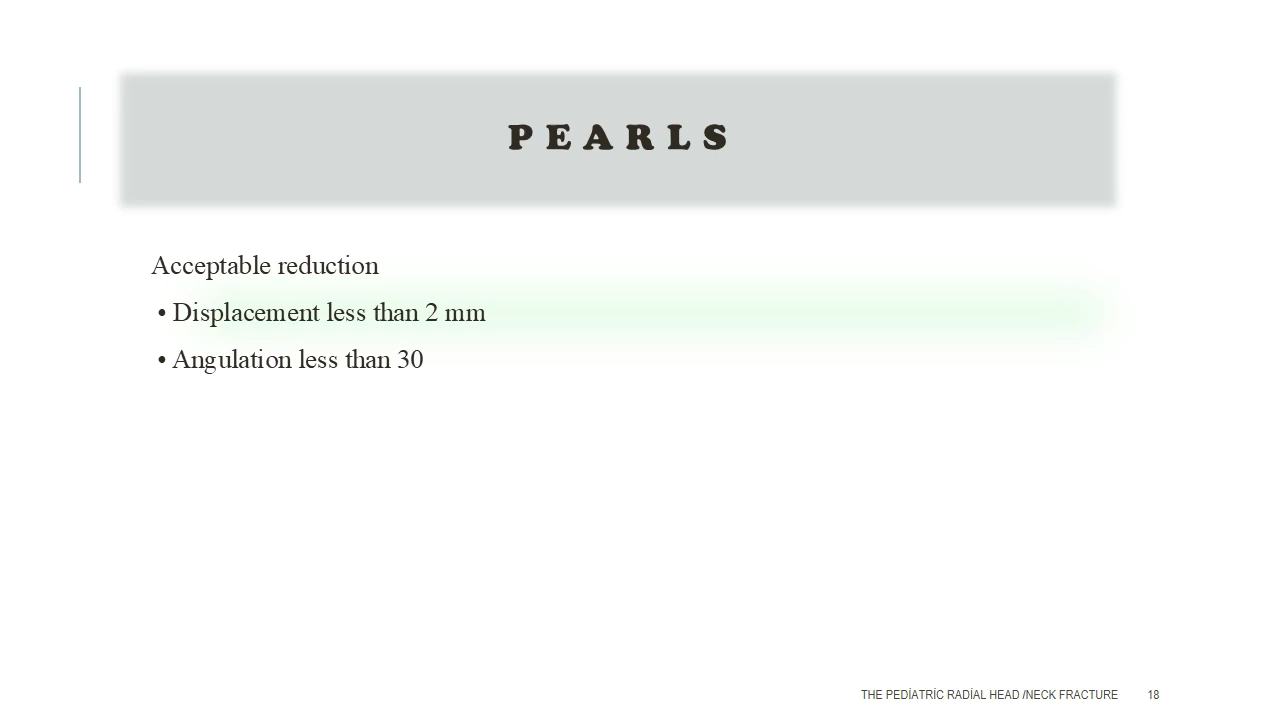 PEARLS
Acceptable reduction
• Displacement less than 2 mm
• Angulation less than 30
THE PEDİATRİC RADİAL HEAD /NECK FRACTURE 18